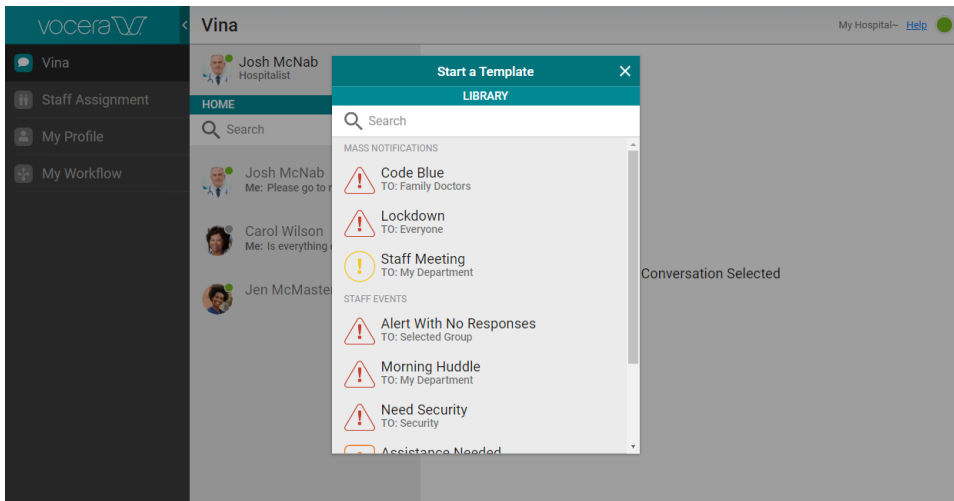 vocera
Vina
My Hospital~ Help
Vina
Staff Assignment
My Profile
My Workflow
Josh McNab
Hospitalist
HOME
Search
Josh McNab
Me: Please go to r
Carol Wilson
Me: Is everything
Jen McMaste
Start a Template
LIBRARY
Search
MASS NOTIFICATIONS
Code Blue
TO: Family Doctors
Lockdown
TO: Everyone
Staff Meeting
TO: My Department
STAFF EVENTS
Alert With No Responses
TO: Selected Group
Morning Huddle
TO: My Department
Need Security
TO: Security
Assistance Needed
Conversation Selected